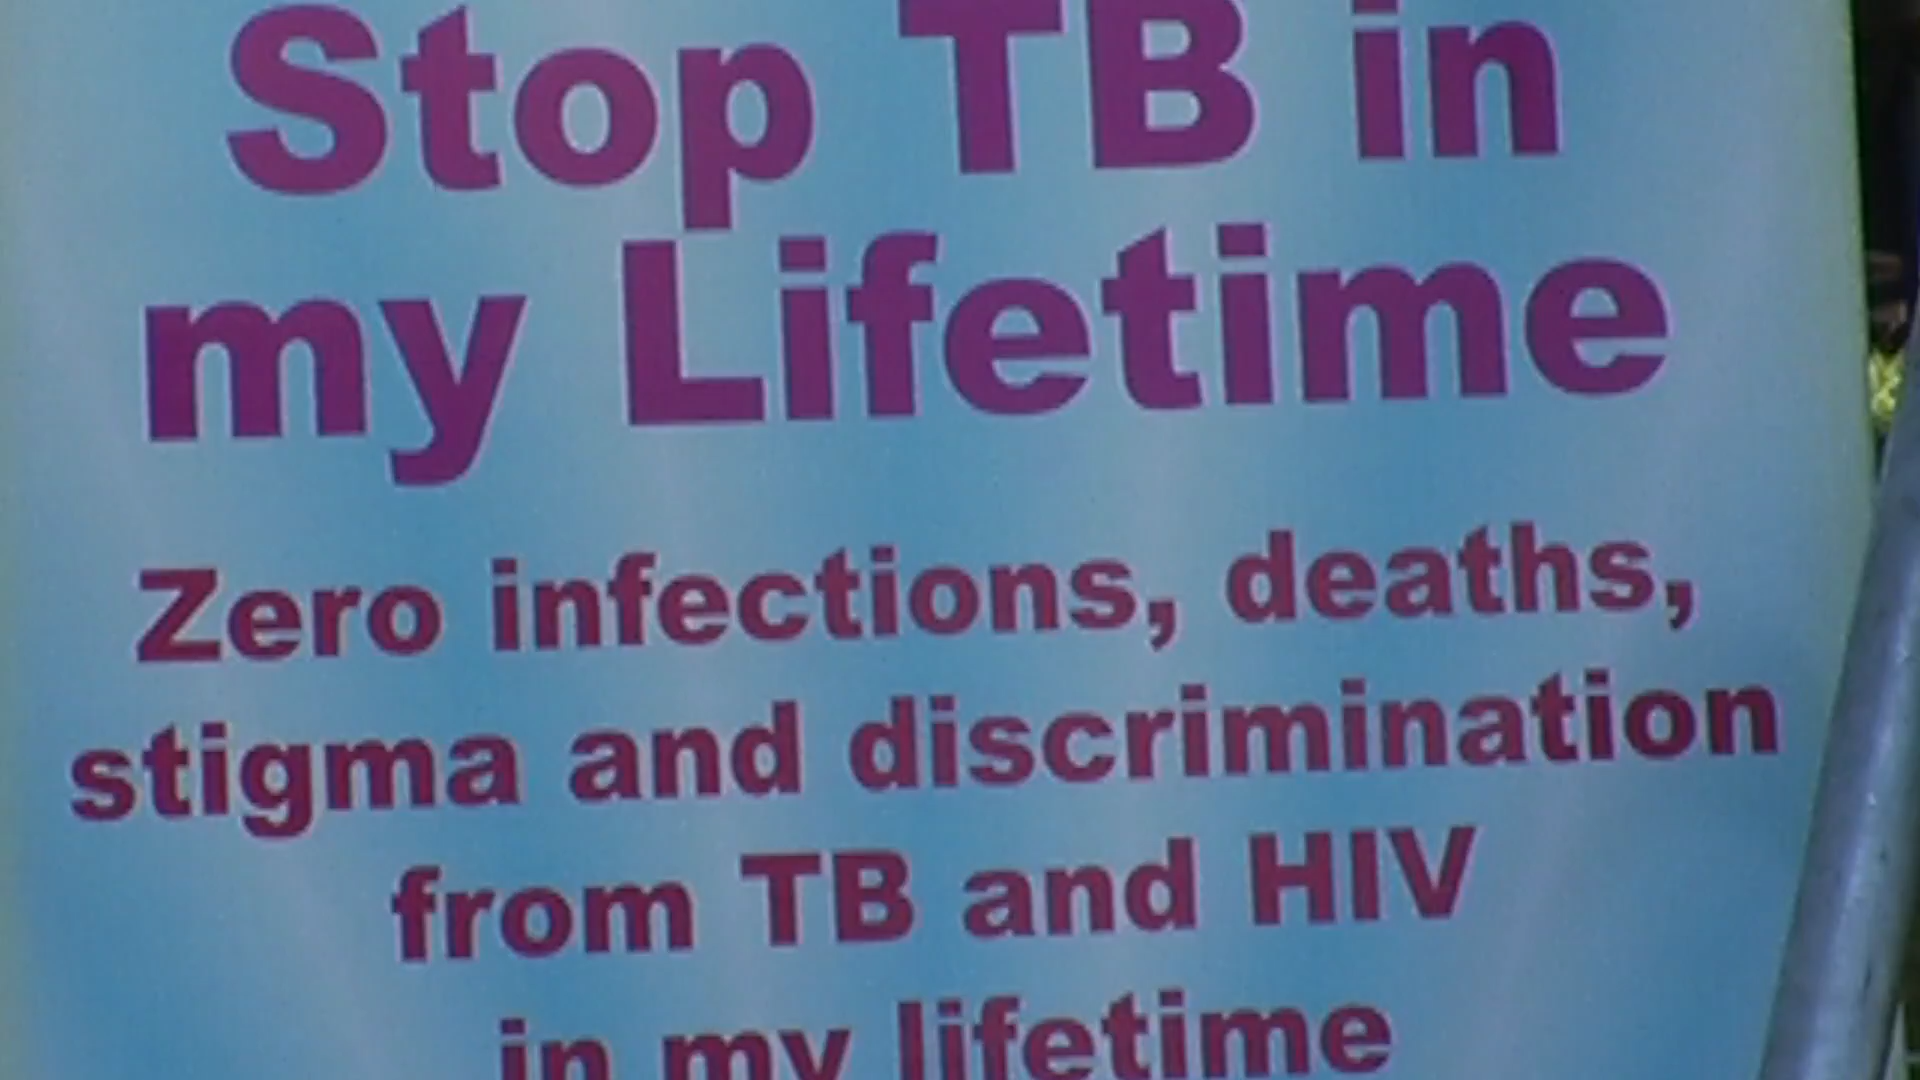 Stop TB in
my Lifetime
Zero infections, deaths,
stigma and discrimination
from TB and HIV
in my lifetime